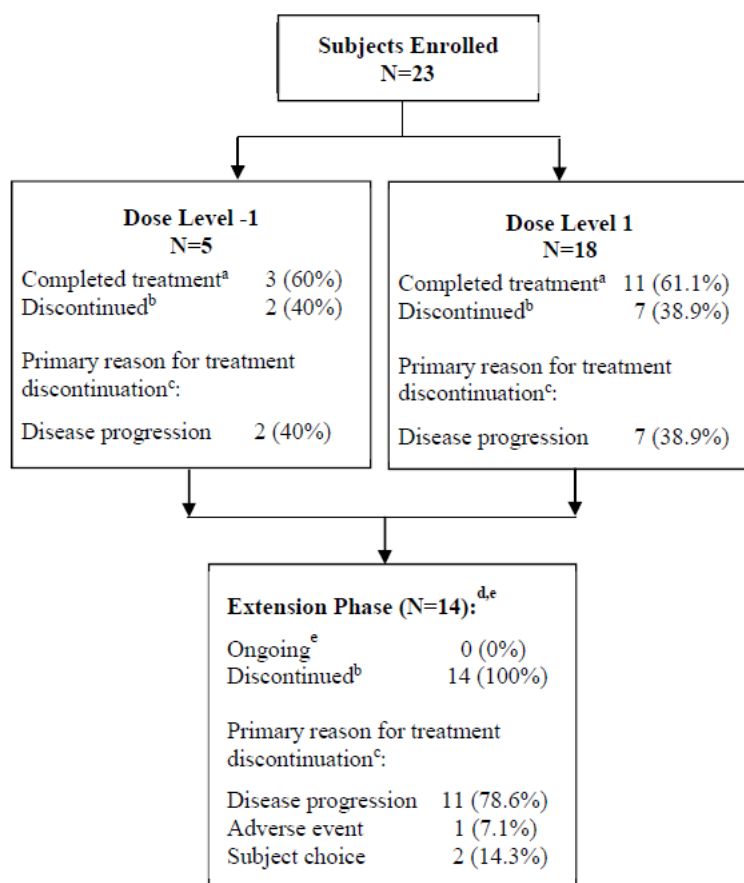 Subjects Enrolled
N=23
Dose Level -1
N=5
Completed treatmentᵃ 3 (60%)
Discontinuedᵇ 2 (40%)
Primary reason for treatment
discontinuationᶜ:
Disease progression 2 (40%)
Dose Level 1
N=18
Completed treatmentᵃ 11 (61.1%)
Discontinuedᵇ 7 (38.9%)
Primary reason for treatment
discontinuationᶜ:
Disease progression 7 (38.9%)
Extension Phase (N=14):ᵈ,ᵉ
Ongoingᵉ 0 (0%)
Discontinuedᵇ 14 (100%)
Primary reason for treatment
discontinuationᶜ:
Disease progression 11 (78.6%)
Adverse event 1 (7.1%)
Subject choice 2 (14.3%)